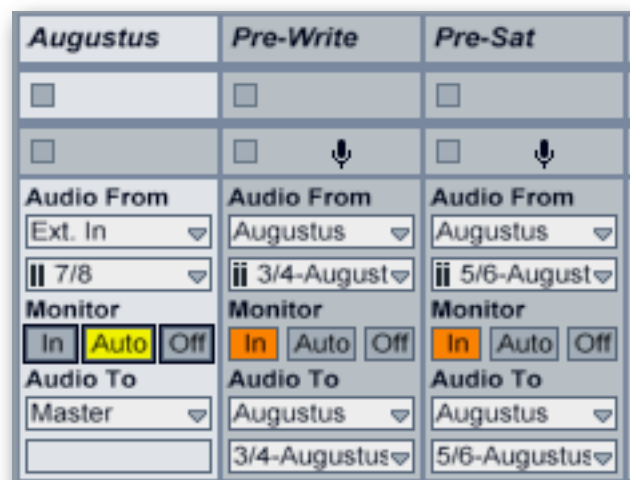 Augustus Pre-Write Pre-Sat
Audio From Audio From Audio From
Ext. In Augustus Augustus
7/8 3/4-August 5/6-August
Monitor Monitor Monitor
In Auto Off In Auto Off In Auto Off
Audio To Audio To Audio To
Master Augustus Augustus
3/4-Augustus 5/6-Augustus